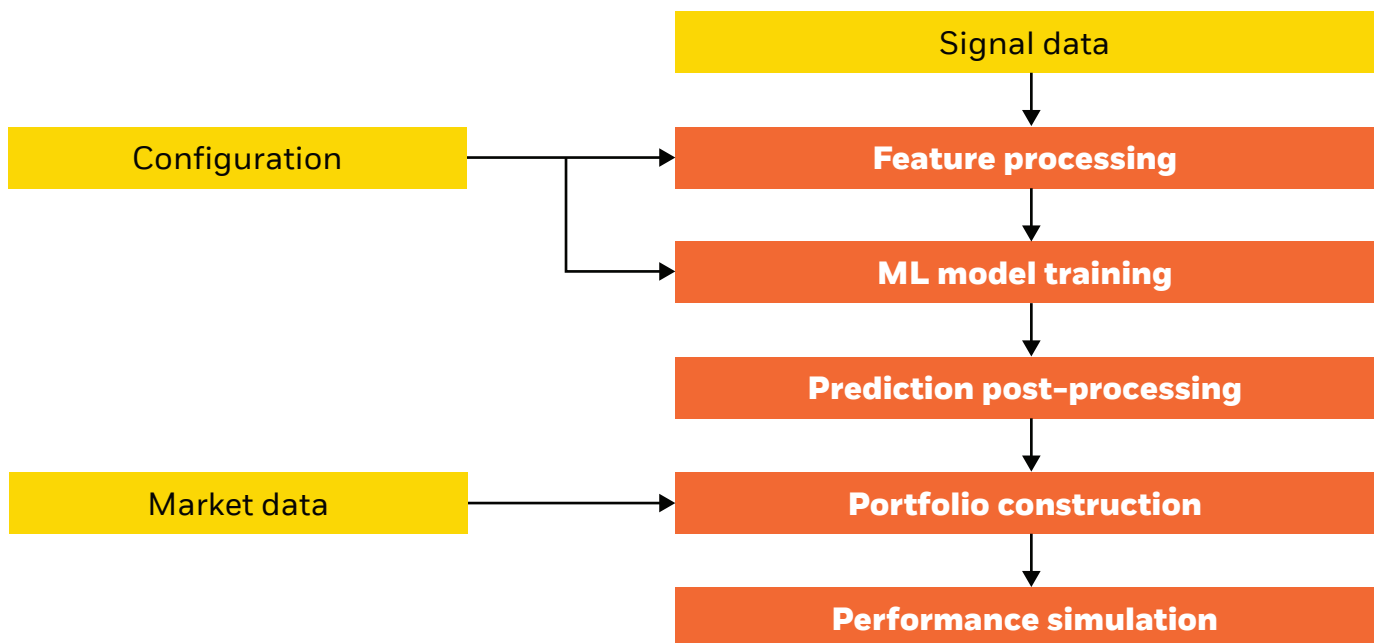 Signal data
Configuration
Feature processing
ML model training
Prediction post-processing
Market data
Portfolio construction
Performance simulation